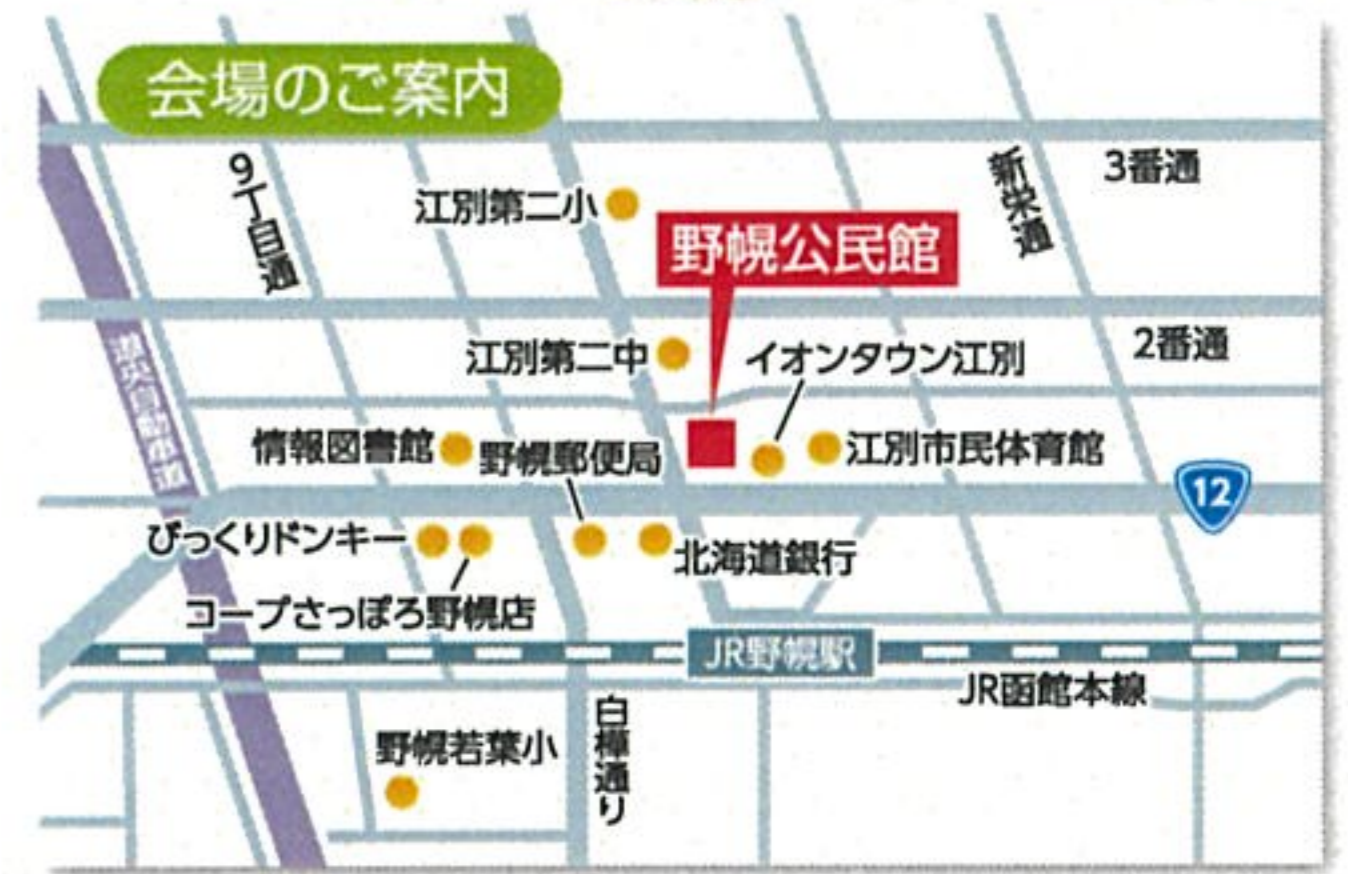 会場のご案内
9丁目通
江別第二小
新栄通
3番通
野幌公民館
2番通
江別第二中
イオンタウン江別
道央自動車道
情報図書館
野幌郵便局
江別市民体育館
12
びっくりドンキー
北海道銀行
コープさっぽろ野幌店
JR野幌駅
JR函館本線
白樺通り
野幌若葉小